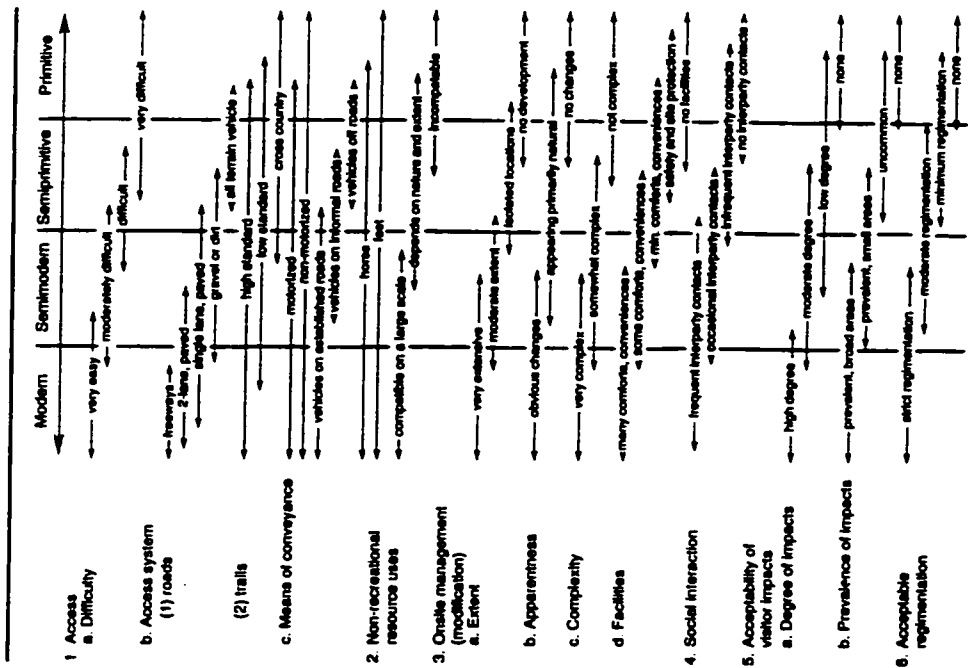 Modern Semimodern Semiprimitive Primitive
1 Access
a. Difficulty
very easy
moderately difficult
difficult
very difficult
b. Access system
(1) roads
freeways
2-lane, paved
single lane, paved
gravel or dirt
all terrain vehicle
(2) trails
high standard
low standard
cross country
c. Means of conveyance
motorized
non-motorized
vehicles on established roads
vehicles on informal roads
vehicles off roads
horse
feet
2. Non-recreational
resource uses
compatible on a large scale
depends on nature and extent
incompatible
3. Onsite management
(modification)
a. Extent
very extensive
moderate extent
isolated locations
no development
b. Apparentness
obvious changes
appearing primarily natural
no changes
c. Complexity
very complex
somewhat complex
not complex
d. Facilities
many comforts, conveniences
some comforts, conveniences
min. comforts, conveniences
safety and site protection
no facilities
4. Social Interaction
frequent interparty contacts
occasional interparty contacts
infrequent interparty contacts
no interparty contacts
5. Acceptability of
visitor impacts
a. Degree of impacts
high degree
moderate degree
low degree
none
b. Prevalence of impacts
prevalent, broad areas
prevalent, small areas
uncommon
none
6. Acceptable
regimentation
strict regimentation
moderate regimentation
minimum regimentation
none